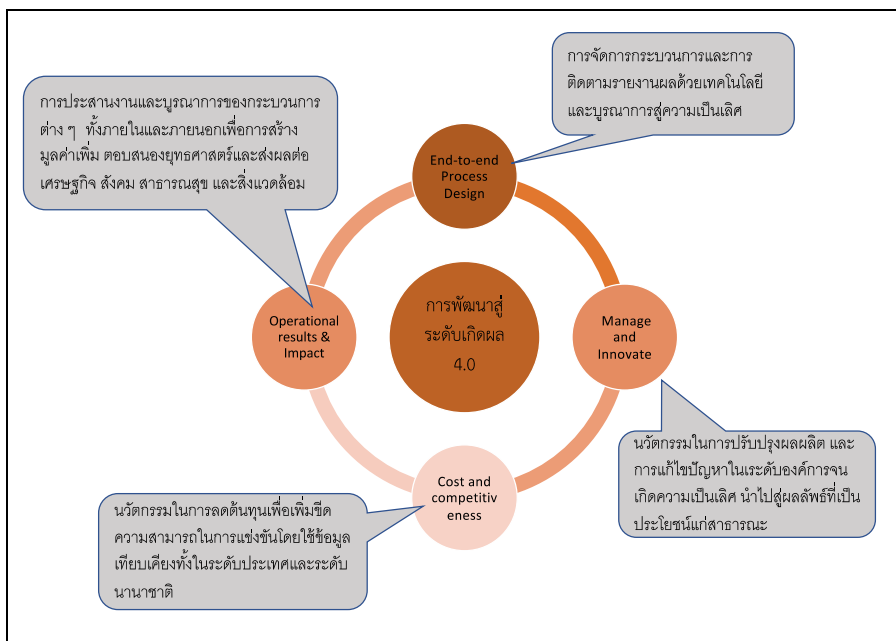 การจัดการกระบวนการและการ
ติดตามรายงานผลด้วยเทคโนโลยี
และบูรณาการสู่ความเป็นเลิศ
การประสานงานและบูรณาการของกระบวนการ
ต่าง ๆ ทั้งภายในและภายนอกเพื่อการสร้าง
มูลค่าเพิ่ม ตอบสนองยุทธศาสตร์และส่งผลต่อ
เศรษฐกิจ สังคม สาธารณสุข และสิ่งแวดล้อม
End-to-end
Process
Design
Operational
results &
Impact
การพัฒนาสู่
ระดับเกิดผล
4.0
Manage
and
Innovate
นวัตกรรมในการปรับปรุงผลผลิต และ
การแก้ไขปัญหาในเระดับองค์การจน
เกิดความเป็นเลิศ นำไปสู่ผลลัพธ์ที่เป็น
ประโยชน์แก่สาธารณะ
Cost and
competitiv
eness
นวัตกรรมในการลดต้นทุนเพื่อเพิ่มขีด
ความสามารถในการแข่งขันโดยใช้ข้อมูล
เทียบเคียงทั้งในระดับประเทศและระดับ
นานาชาติ